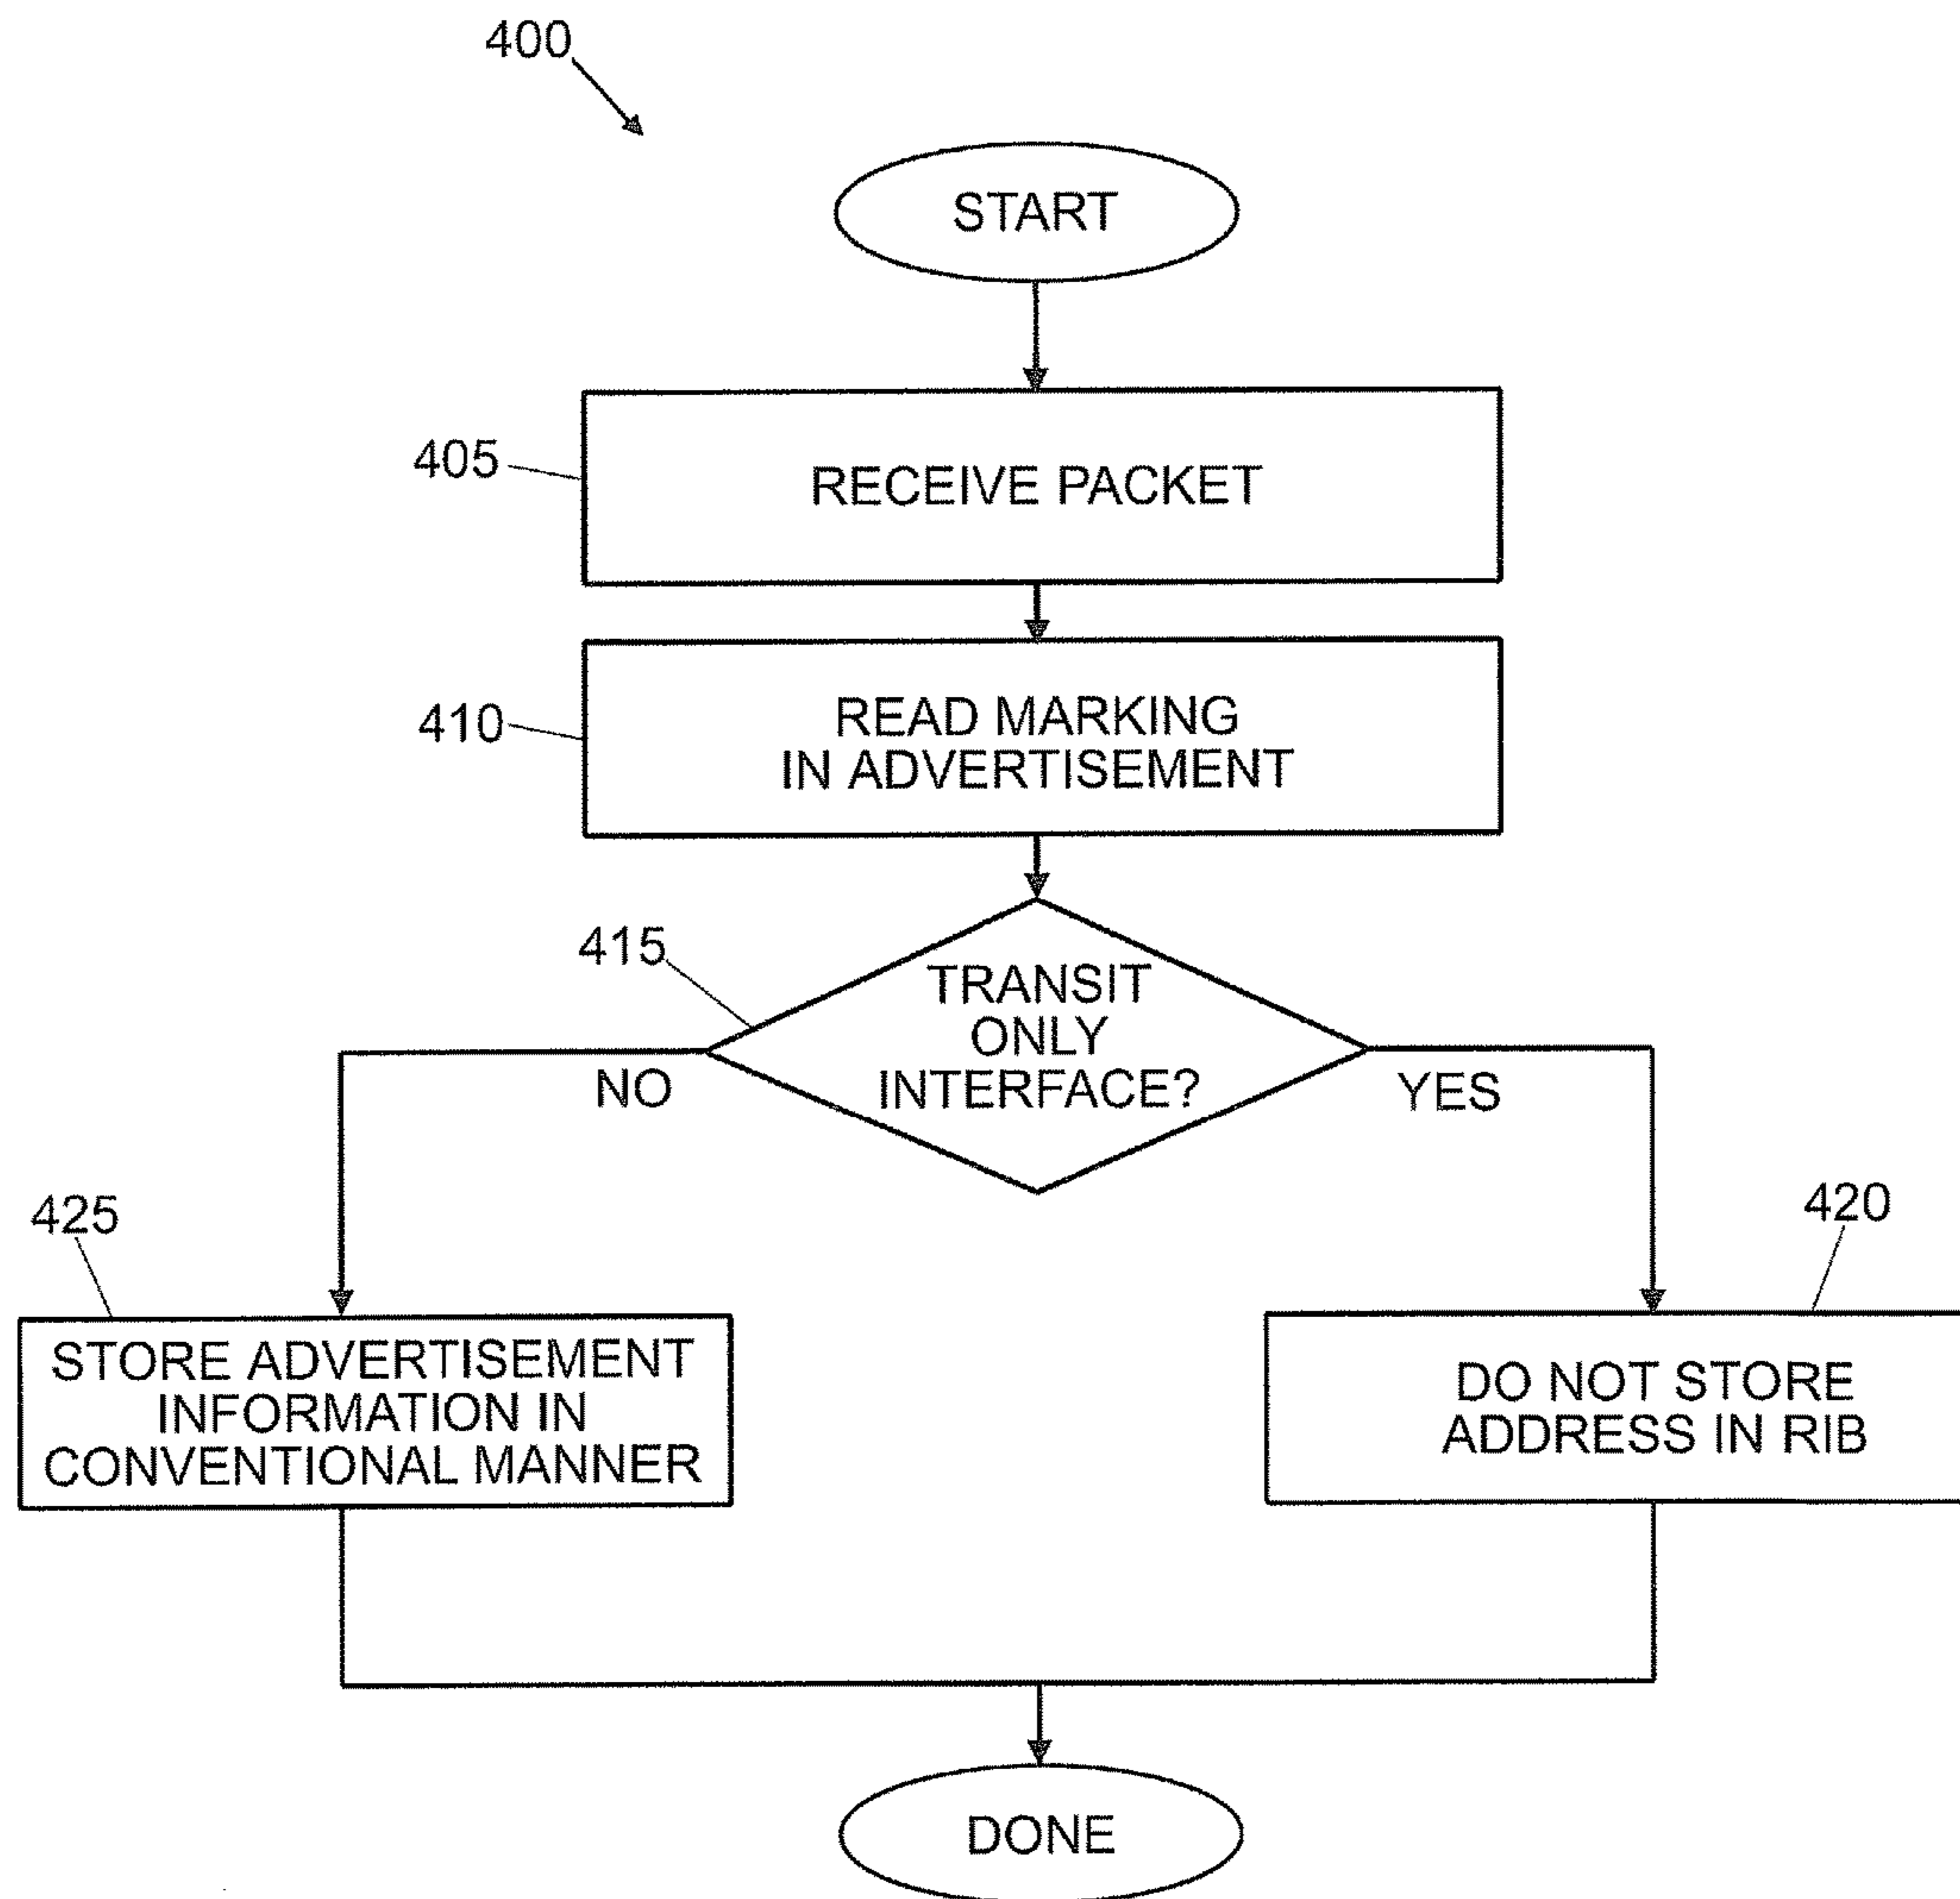 400
START
405
RECEIVE PACKET
410
READ MARKING
IN ADVERTISEMENT
415
TRANSIT
ONLY
INTERFACE?
NO
YES
425
420
STORE ADVERTISEMENT
INFORMATION IN
CONVENTIONAL MANNER
DO NOT STORE
ADDRESS IN RIB
DONE